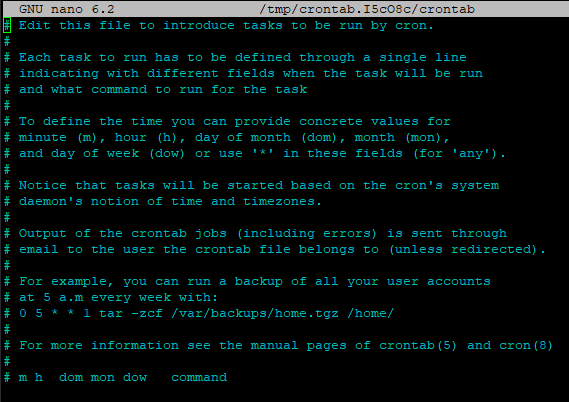 GNU nano 6.2 /tmp/crontab.I5cO8c/crontab
# Edit this file to introduce tasks to be run by cron.
#
# Each task to run has to be defined through a single line
# indicating with different fields when the task will be run
# and what command to run for the task
#
# To define the time you can provide concrete values for
# minute (m), hour (h), day of month (dom), month (mon),
# and day of week (dow) or use '*' in these fields (for 'any').
#
# Notice that tasks will be started based on the cron's system
# daemon's notion of time and timezones.
#
# Output of the crontab jobs (including errors) is sent through
# email to the user the crontab file belongs to (unless redirected).
#
# For example, you can run a backup of all your user accounts
# at 5 a.m every week with:
# 0 5 * * 1 tar -zcf /var/backups/home.tgz /home/
#
# For more information see the manual pages of crontab(5) and cron(8)
#
# m h  dom mon dow   command